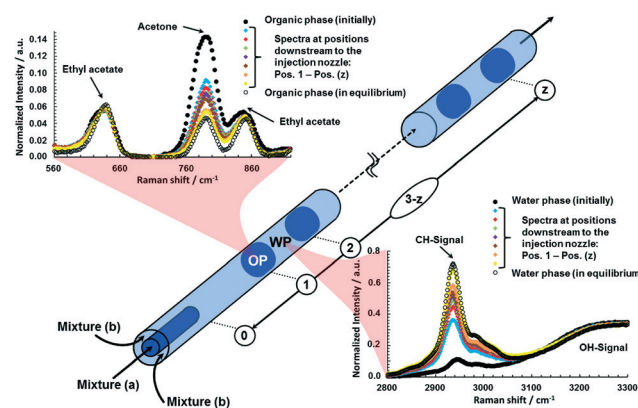 Acetone
Ethyl acetate
Ethyl acetate
Normalized Intensity / a.u.
0.14
0.12
0.10
0.08
0.06
0.04
0.02
0.00
560
660
760
860
Raman shift / cm⁻¹
Organic phase (initially)
Spectra at positions
downstream to the
injection nozzle:
Pos. 1 – Pos. (z)
Organic phase (in equilibrium)
z
3-z
WP
OP
2
1
0
Mixture (b)
Mixture (a)
Mixture (b)
Water phase (initially)
Spectra at positions
downstream to the
injection nozzle:
Pos. 1 – Pos. (z)
Water phase (in equilibrium)
CH-Signal
OH-Signal
Normalized Intensity / a.u.
0.8
0.6
0.4
0.2
0.0
2800
2900
3000
3100
3200
3300
Raman shift / cm⁻¹